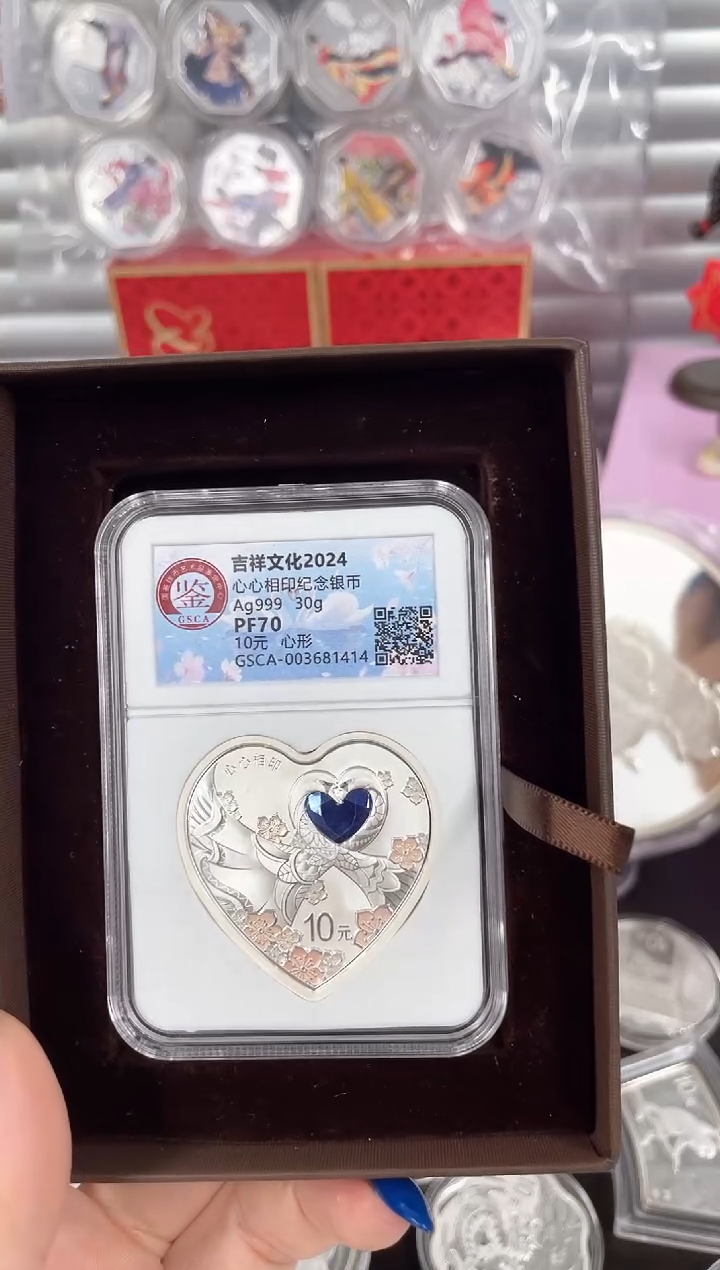 吉祥文化2024
心心相印纪念银币
Ag999 30g
PF70
10元 心形
GSCA-003681414
鉴
GSCA
心心相印
10元